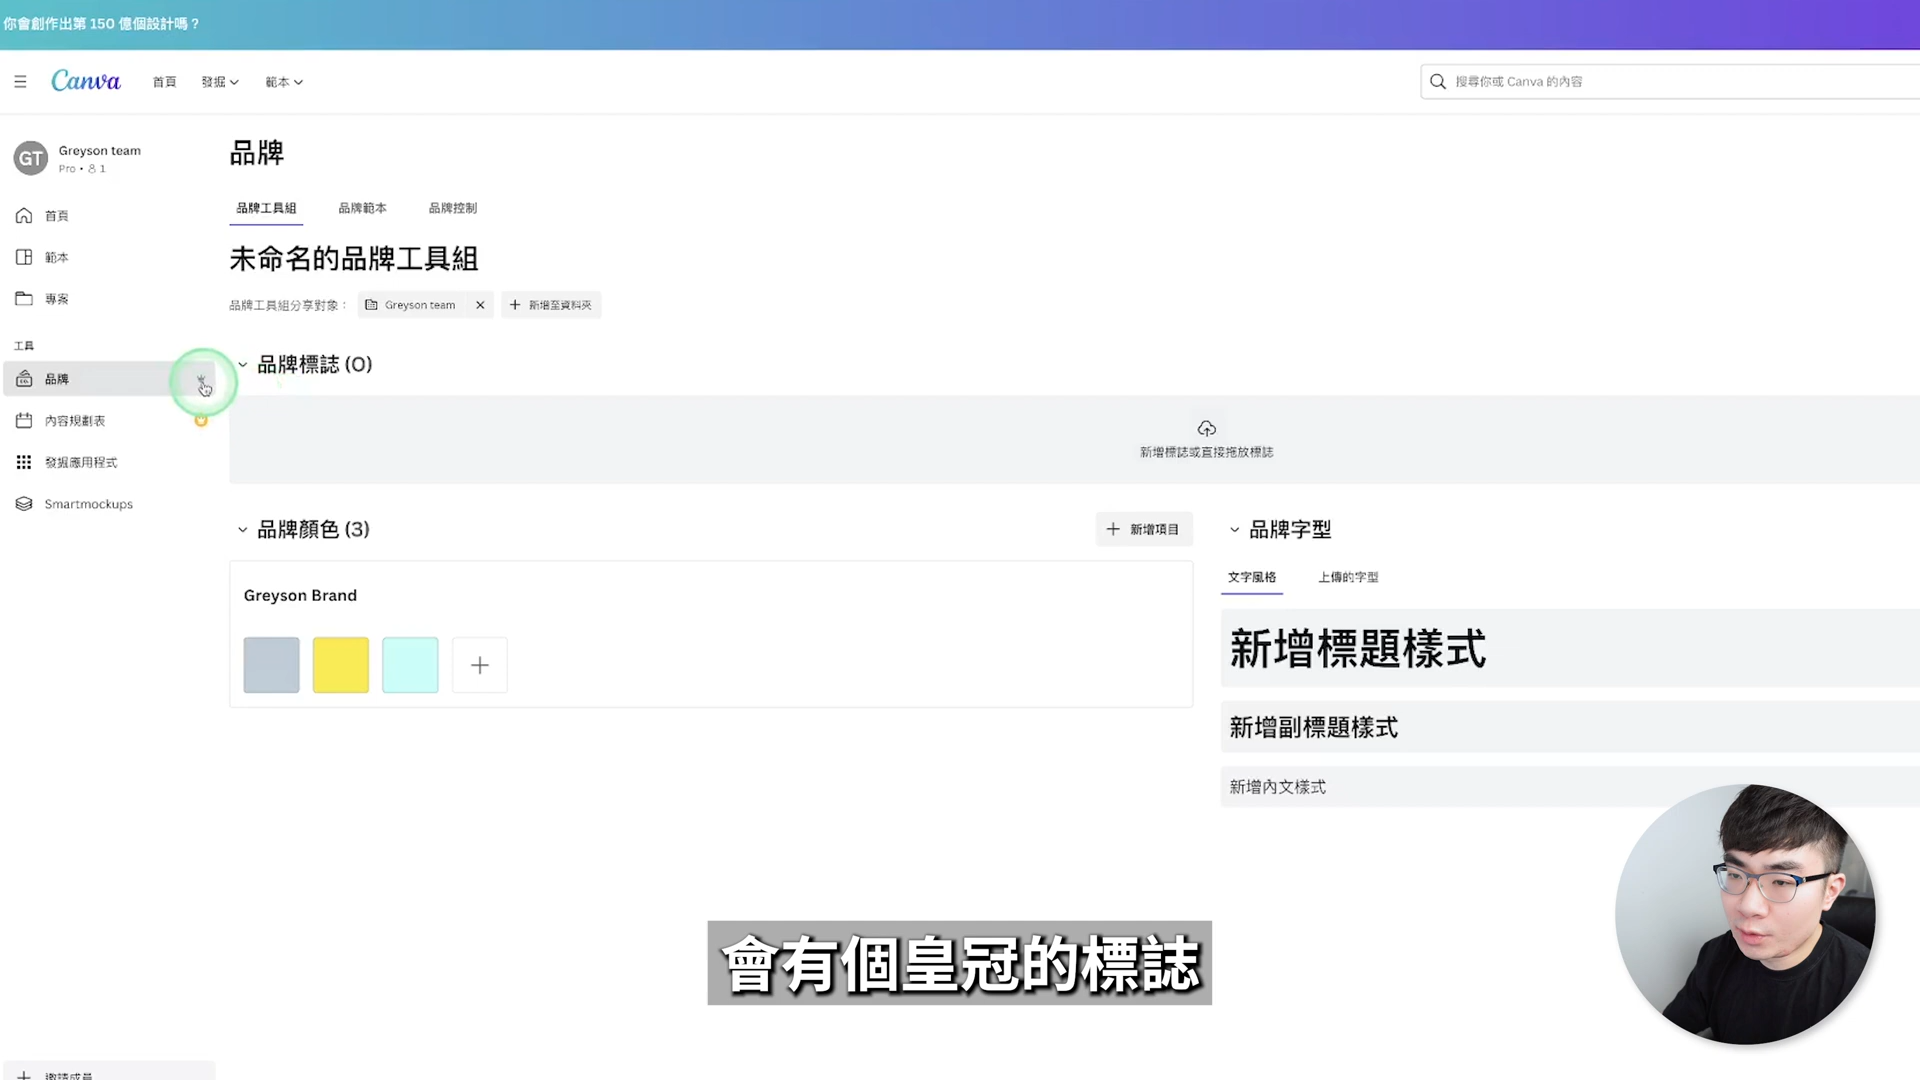 你會創作出第 150 億個設計嗎？
Canva 首頁 發掘 範本
搜尋你或 Canva 的內容
GT Greyson team
Pro • 1
首頁
範本
專案
工具
品牌
內容規劃表
發掘應用程式
Smartmockups
邀請成員
品牌
品牌工具組 品牌範本 品牌控制
未命名的品牌工具組
品牌工具組分享對象： Greyson team 新增至資料夾
品牌標誌 (0)
新增標誌或直接拖放標誌
品牌顏色 (3) 新增項目
Greyson Brand
品牌字型
文字風格 上傳的字型
新增標題樣式
新增副標題樣式
新增內文樣式
會有個皇冠的標誌